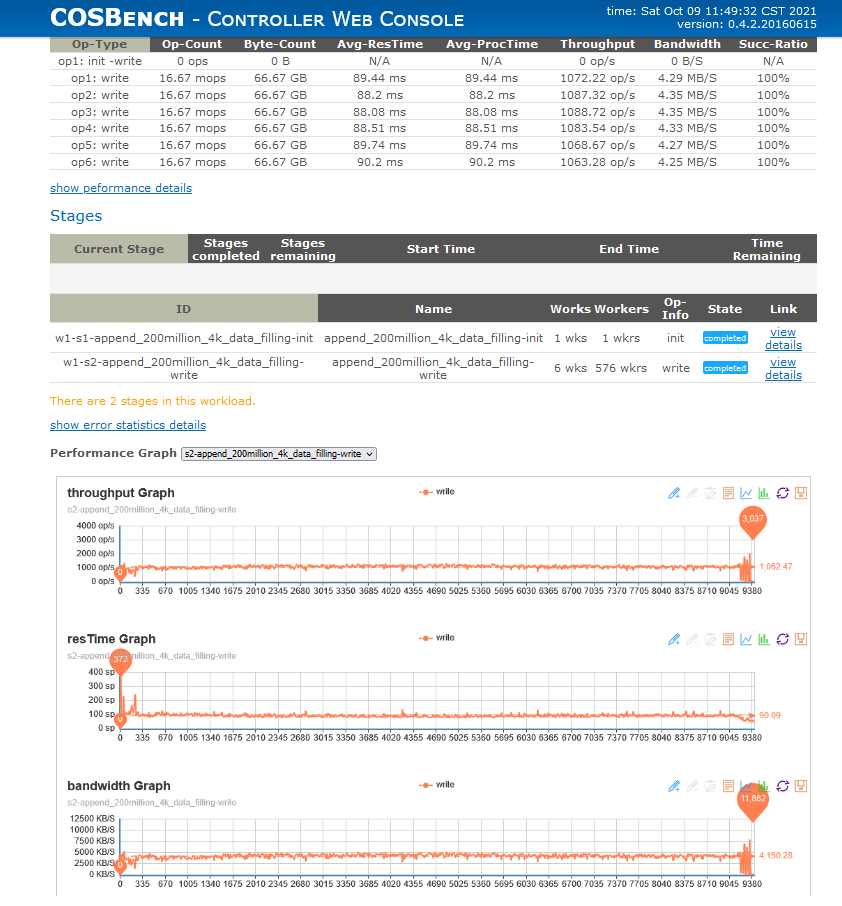 COSBENCH - CONTROLLER WEB CONSOLE
time: Sat Oct 09 11:49:32 CST 2021
version: 0.4.2.20160615
Op-Type Op-Count Byte-Count Avg-ResTime Avg-ProcTime Throughput Bandwidth Succ-Ratio
op1: init -write 0 ops 0 B N/A N/A 0 op/s 0 B/S N/A
op1: write 16.67 mops 66.67 GB 89.44 ms 89.44 ms 1072.22 op/s 4.29 MB/S 100%
op2: write 16.67 mops 66.67 GB 88.2 ms 88.2 ms 1087.32 op/s 4.35 MB/S 100%
op3: write 16.67 mops 66.67 GB 88.08 ms 88.08 ms 1088.72 op/s 4.35 MB/S 100%
op4: write 16.67 mops 66.67 GB 88.51 ms 88.51 ms 1083.54 op/s 4.33 MB/S 100%
op5: write 16.67 mops 66.67 GB 89.74 ms 89.74 ms 1068.67 op/s 4.27 MB/S 100%
op6: write 16.67 mops 66.67 GB 90.2 ms 90.2 ms 1063.28 op/s 4.25 MB/S 100%
show peformance details
Stages
Current Stage Stages completed Stages remaining Start Time End Time Time Remaining
ID Name Works Workers Op-Info State Link
w1-s1-append_200million_4k_data_filling-init append_200million_4k_data_filling-init 1 wks 1 wkrs init completed view details
w1-s2-append_200million_4k_data_filling-write append_200million_4k_data_filling-write 6 wks 576 wkrs write completed view details
There are 2 stages in this workload.
show error statistics details
Performance Graph s2-append_200million_4k_data_filling-write
throughput Graph
write
s2-append_200million_4k_data_filling-write
3,037
4000 op/s
3000 op/s
2000 op/s
1000 op/s
0 op/s
0
1,062.47
0 335 670 1005 1340 1675 2010 2345 2680 3015 3350 3685 4020 4355 4690 5025 5360 5695 6030 6365 6700 7035 7370 7705 8040 8375 8710 9045 9380
resTime Graph
write
s2-append_200million_4k_data_filling-write
372
400 sp
300 sp
200 sp
100 sp
0 sp
0
90.09
0 335 670 1005 1340 1675 2010 2345 2680 3015 3350 3685 4020 4355 4690 5025 5360 5695 6030 6365 6700 7035 7370 7705 8040 8375 8710 9045 9380
bandwidth Graph
write
s2-append_200million_4k_data_filling-write
11,862
12500 KB/S
10000 KB/S
7500 KB/S
5000 KB/S
2500 KB/S
0 KB/S
0
4,150.28
0 335 670 1005 1340 1675 2010 2345 2680 3015 3350 3685 4020 4355 4690 5025 5360 5695 6030 6365 6700 7035 7370 7705 8040 8375 8710 9045 9380